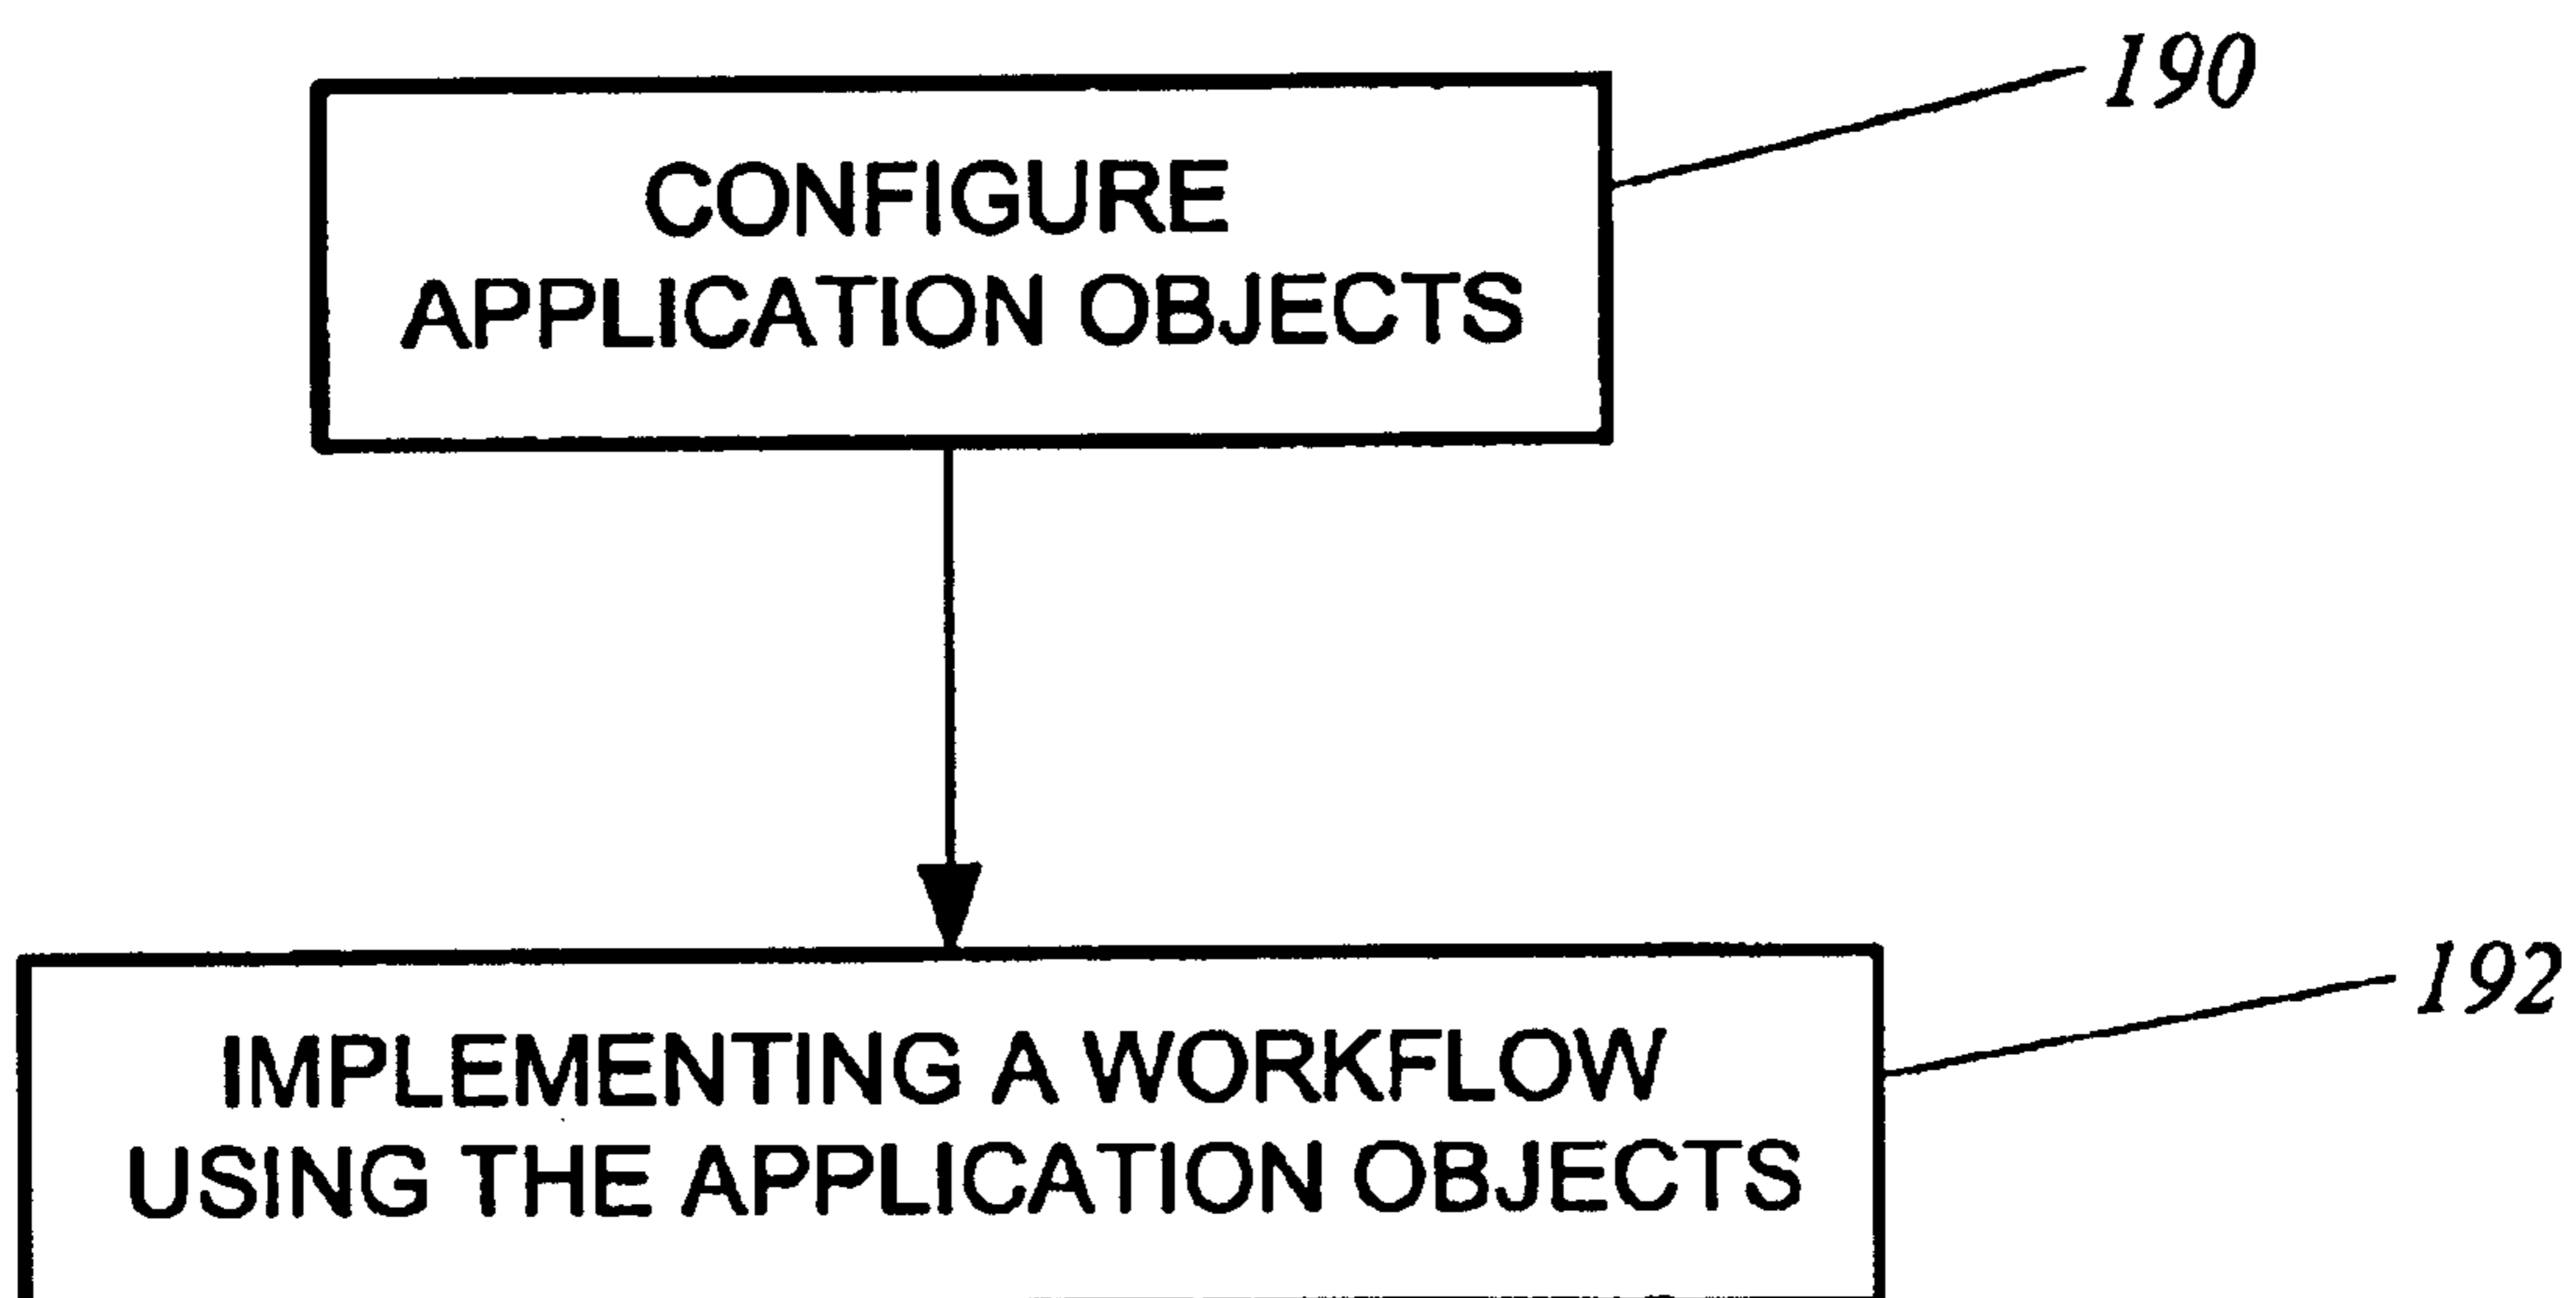 190
CONFIGURE
APPLICATION OBJECTS
192
IMPLEMENTING A WORKFLOW
USING THE APPLICATION OBJECTS